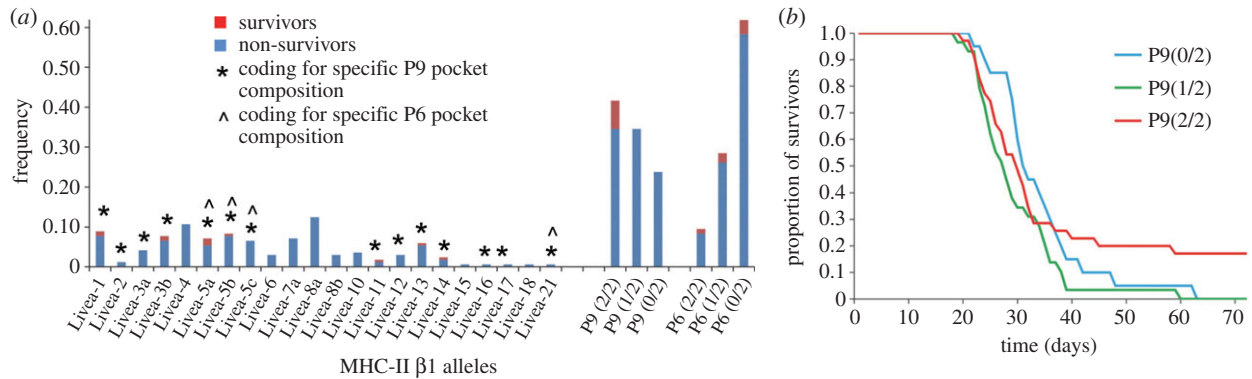 (a)
0.60
0.50
0.40
0.30
0.20
0.10
0
frequency
survivors
non-survivors
* coding for specific P9 pocket
composition
^ coding for specific P6 pocket
composition
* * * * ^ * ^ * ^ * * * * * * * ^ *
Livea-1
Livea-2
Livea-3a
Livea-3b
Livea-4
Livea-5a
Livea-5b
Livea-5c
Livea-6
Livea-7a
Livea-8a
Livea-8b
Livea-10
Livea-11
Livea-12
Livea-13
Livea-14
Livea-15
Livea-16
Livea-17
Livea-18
Livea-21
P9 (2/2)
P9 (1/2)
P9 (0/2)
P6 (2/2)
P6 (1/2)
P6 (0/2)
MHC-II β1 alleles
(b)
1.0
0.9
0.8
0.7
0.6
0.5
0.4
0.3
0.2
0.1
0
proportion of survivors
P9(0/2)
P9(1/2)
P9(2/2)
0 10 20 30 40 50 60 70
time (days)